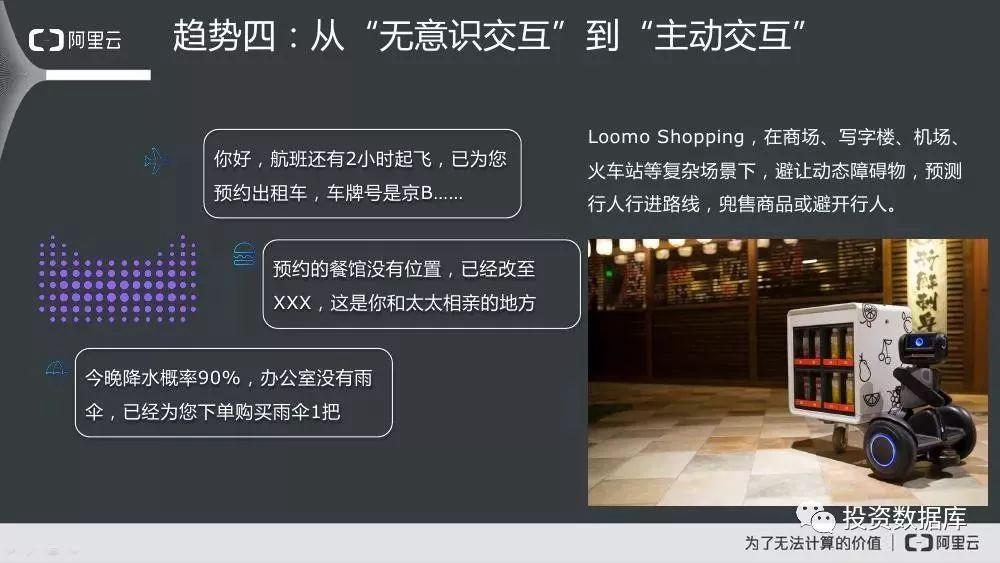 阿里云
趋势四：从“无意识交互”到“主动交互”
你好，航班还有2小时起飞，已为您
预约出租车，车牌号是京B......
预约的餐馆没有位置，已经改至
XXX，这是你和太太相亲的地方
今晚降水概率90%，办公室没有雨
伞，已经为您下单购买雨伞1把
Loomo Shopping，在商场、写字楼、机场、
火车站等复杂场景下，避让动态障碍物，预测
行人行进路线，兜售商品或避开行人。
投资数据库
为了无法计算的价值 | 阿里云